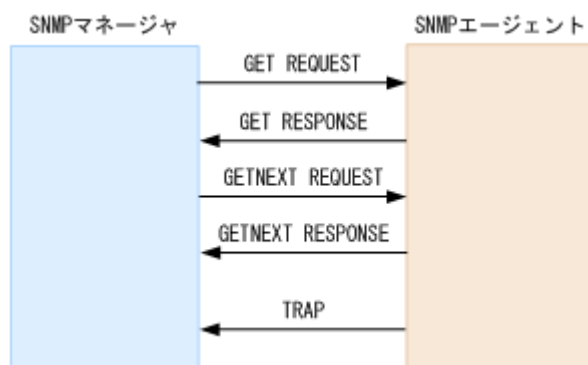 SNMPマネージャ
SNMPエージェント
GET REQUEST
GET RESPONSE
GETNEXT REQUEST
GETNEXT RESPONSE
TRAP